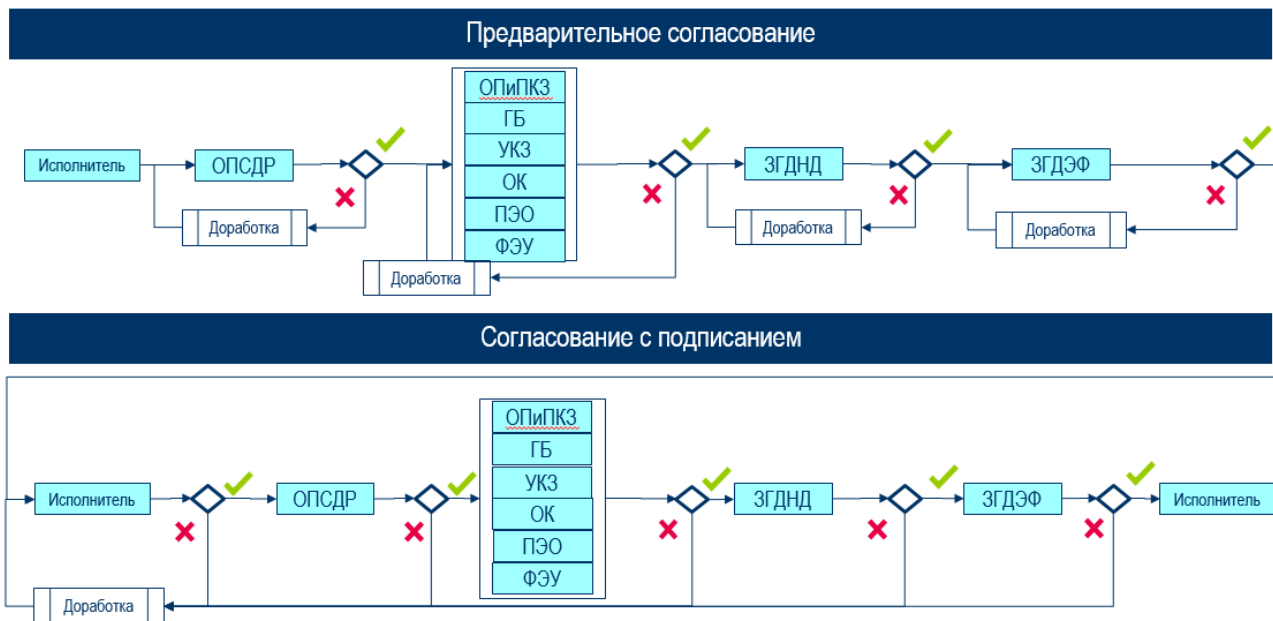 Предварительное согласование
Исполнитель
ОПСДР
Доработка
ОПиПКЗ
ГБ
УКЗ
ОК
ПЭО
ФЭУ
Доработка
ЗГДНД
Доработка
ЗГДЭФ
Доработка
Согласование с подписанием
Исполнитель
ОПСДР
ОПиПКЗ
ГБ
УКЗ
ОК
ПЭО
ФЭУ
ЗГДНД
ЗГДЭФ
Исполнитель
Доработка